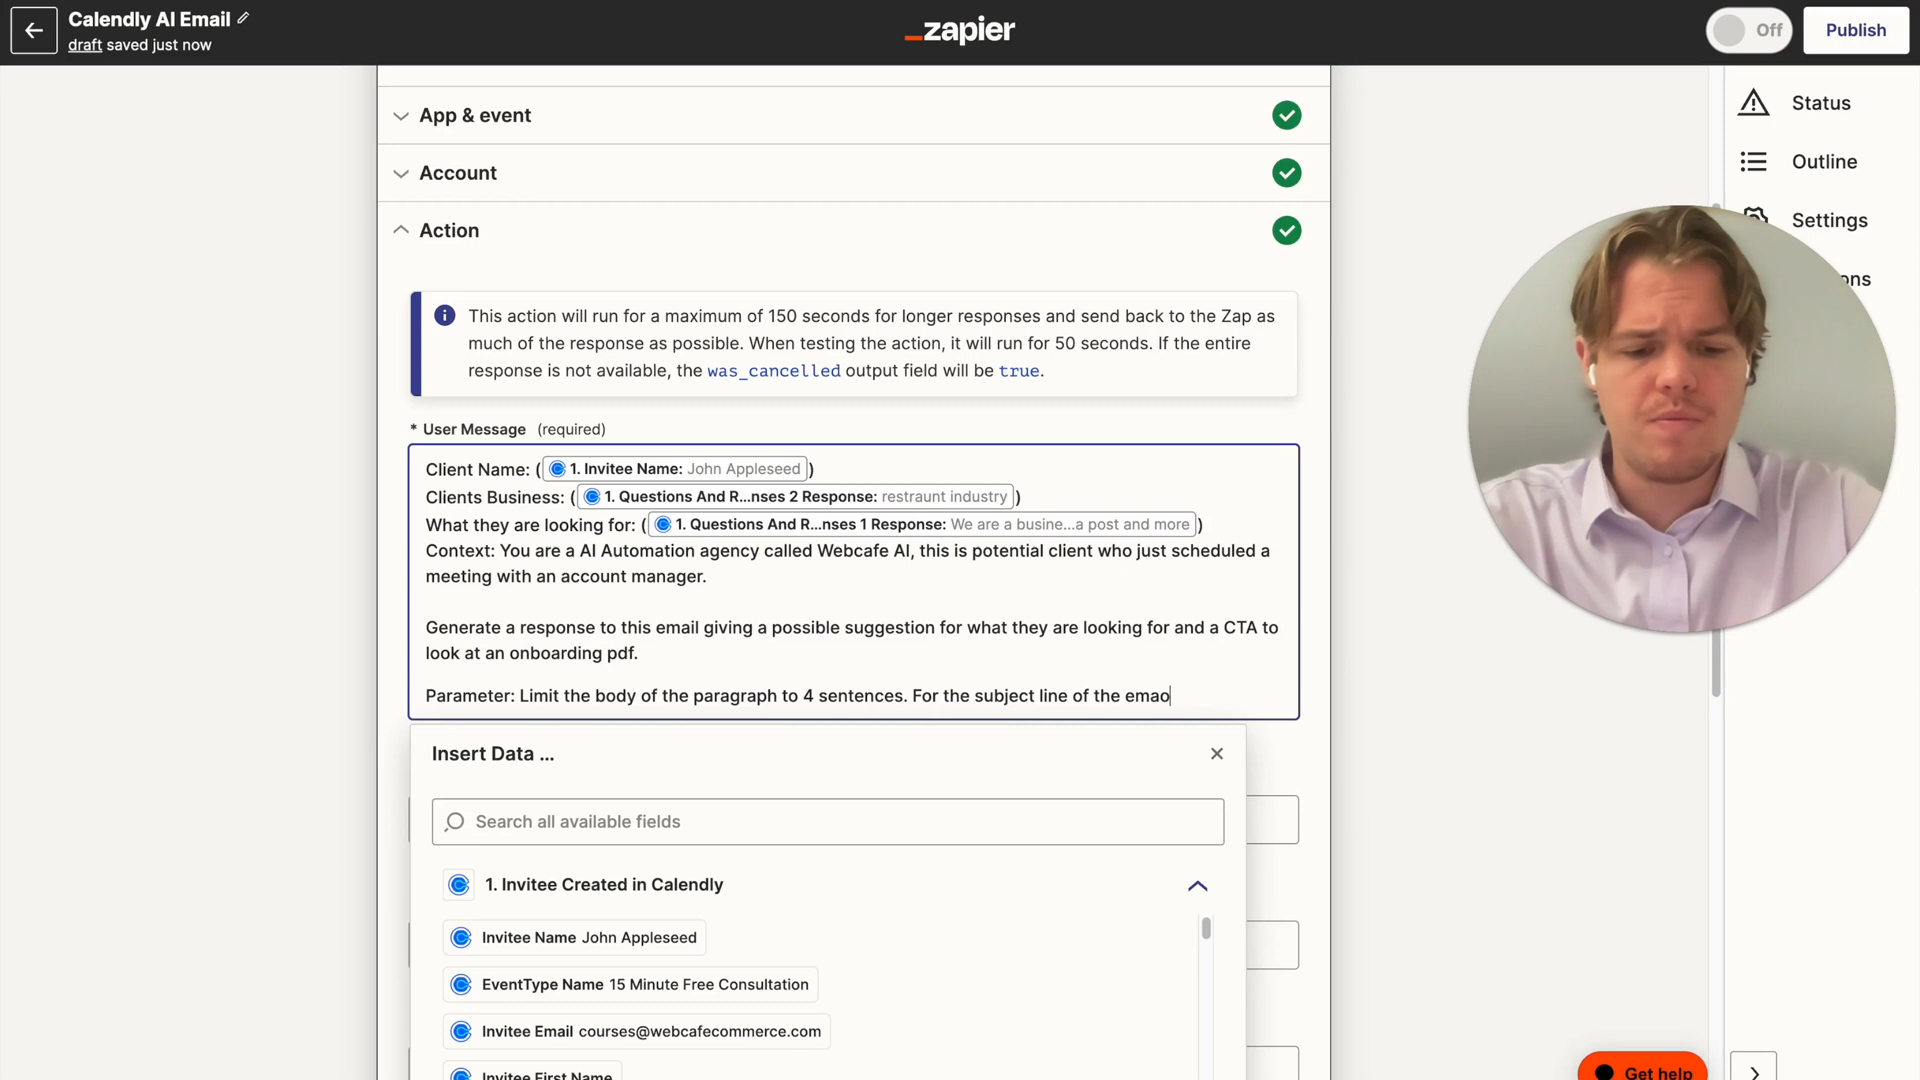 Calendly AI Email
draft saved just now
zapier
Off
Publish
App & event
Account
Action
Status
Outline
Settings
ons
This action will run for a maximum of 150 seconds for longer responses and send back to the Zap as
much of the response as possible. When testing the action, it will run for 50 seconds. If the entire
response is not available, the was_cancelled output field will be true.
* User Message (required)
Client Name: ( 1. Invitee Name: John Appleseed )
Clients Business: ( 1. Questions And R...nses 2 Response: restraunt industry )
What they are looking for: ( 1. Questions And R...nses 1 Response: We are a busine...a post and more )
Context: You are a AI Automation agency called Webcafe AI, this is potential client who just scheduled a
meeting with an account manager.
Generate a response to this email giving a possible suggestion for what they are looking for and a CTA to
look at an onboarding pdf.
Parameter: Limit the body of the paragraph to 4 sentences. For the subject line of the emao
Insert Data ...
Search all available fields
1. Invitee Created in Calendly
Invitee Name John Appleseed
EventType Name 15 Minute Free Consultation
Invitee Email courses@webcafecommerce.com
Invitee First Name
Get help